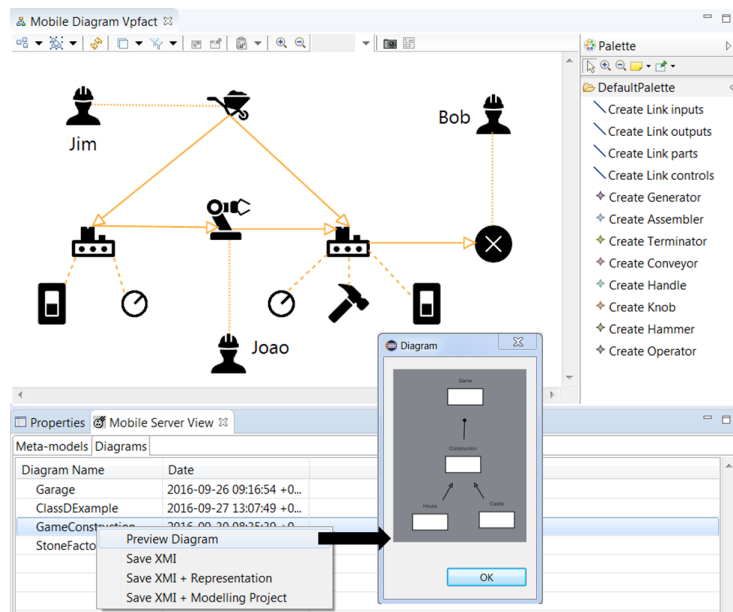 Mobile Diagram Vpfact
Palette
DefaultPalette
Create Link inputs
Create Link outputs
Create Link parts
Create Link controls
Create Generator
Create Assembler
Create Terminator
Create Conveyor
Create Handle
Create Knob
Create Hammer
Create Operator
Jim
Bob
Joao
Properties Mobile Server View
Meta-models Diagrams
Diagram Name Date
Garage 2016-09-26 09:16:54 +0...
ClassDExample 2016-09-27 13:07:49 +0...
GameConstruction
StoneFacto
Preview Diagram
Save XMI
Save XMI + Representation
Save XMI + Modelling Project
Diagram
Game
Construction
House Castle
OK